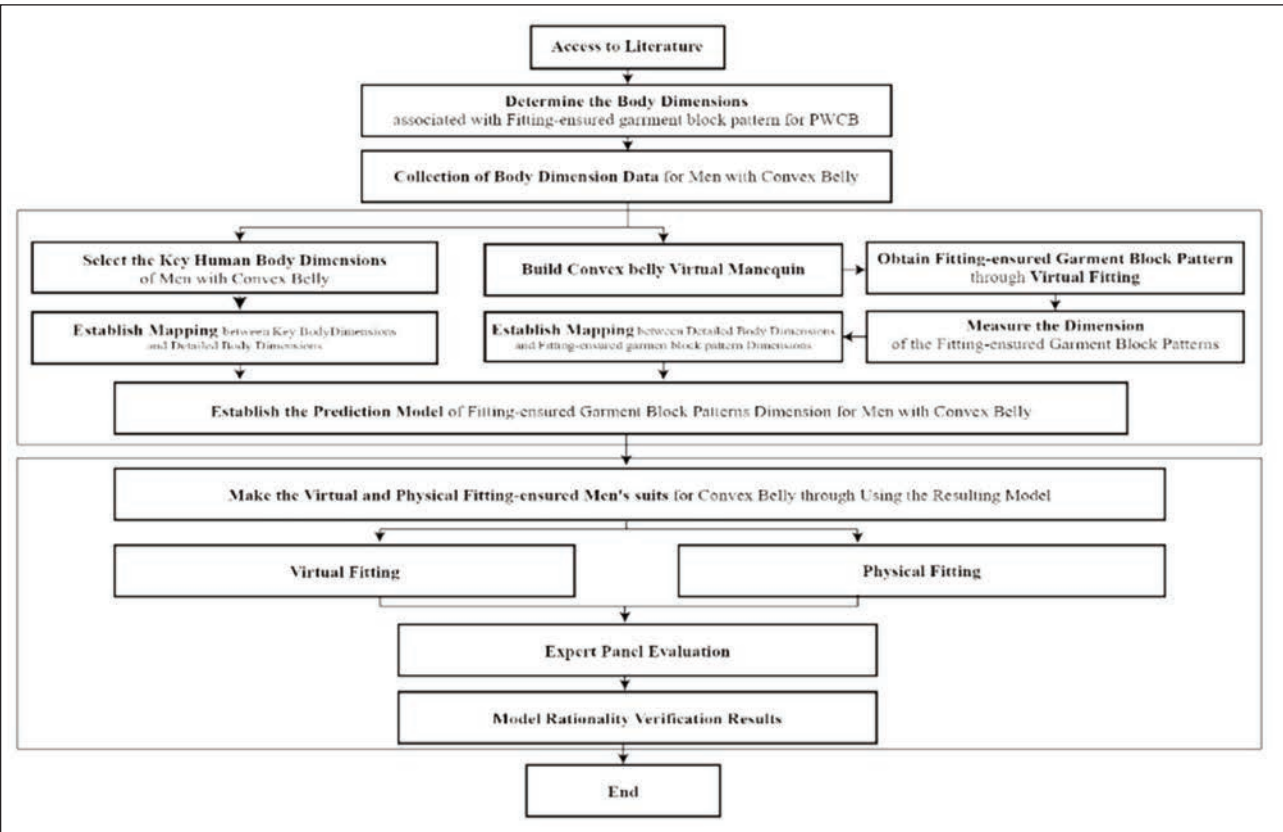 Access to Literature
Determine the Body Dimensions
associated with Fitting-ensured garment block pattern for PWCB
Collection of Body Dimension Data for Men with Convex Belly
Select the Key Human Body Dimensions
of Men with Convex Belly
Build Convex belly Virtual Manequin
Obtain Fitting-ensured Garment Block Pattern
through Virtual Fitting
Establish Mapping between Key BodyDimensions
and Detailed Body Dimensions
Establish Mapping between Detailed Body Dimensions
and Fitting-ensured garmen block pattern Dimensions
Measure the Dimension
of the Fitting-ensured Garment Block Patterns
Establish the Prediction Model of Fitting-ensured Garment Block Patterns Dimension for Men with Convex Belly
Make the Virtual and Physical Fitting-ensured Men's suits for Convex Belly through Using the Resulting Model
Virtual Fitting
Physical Fitting
Expert Panel Evaluation
Model Rationality Verification Results
End